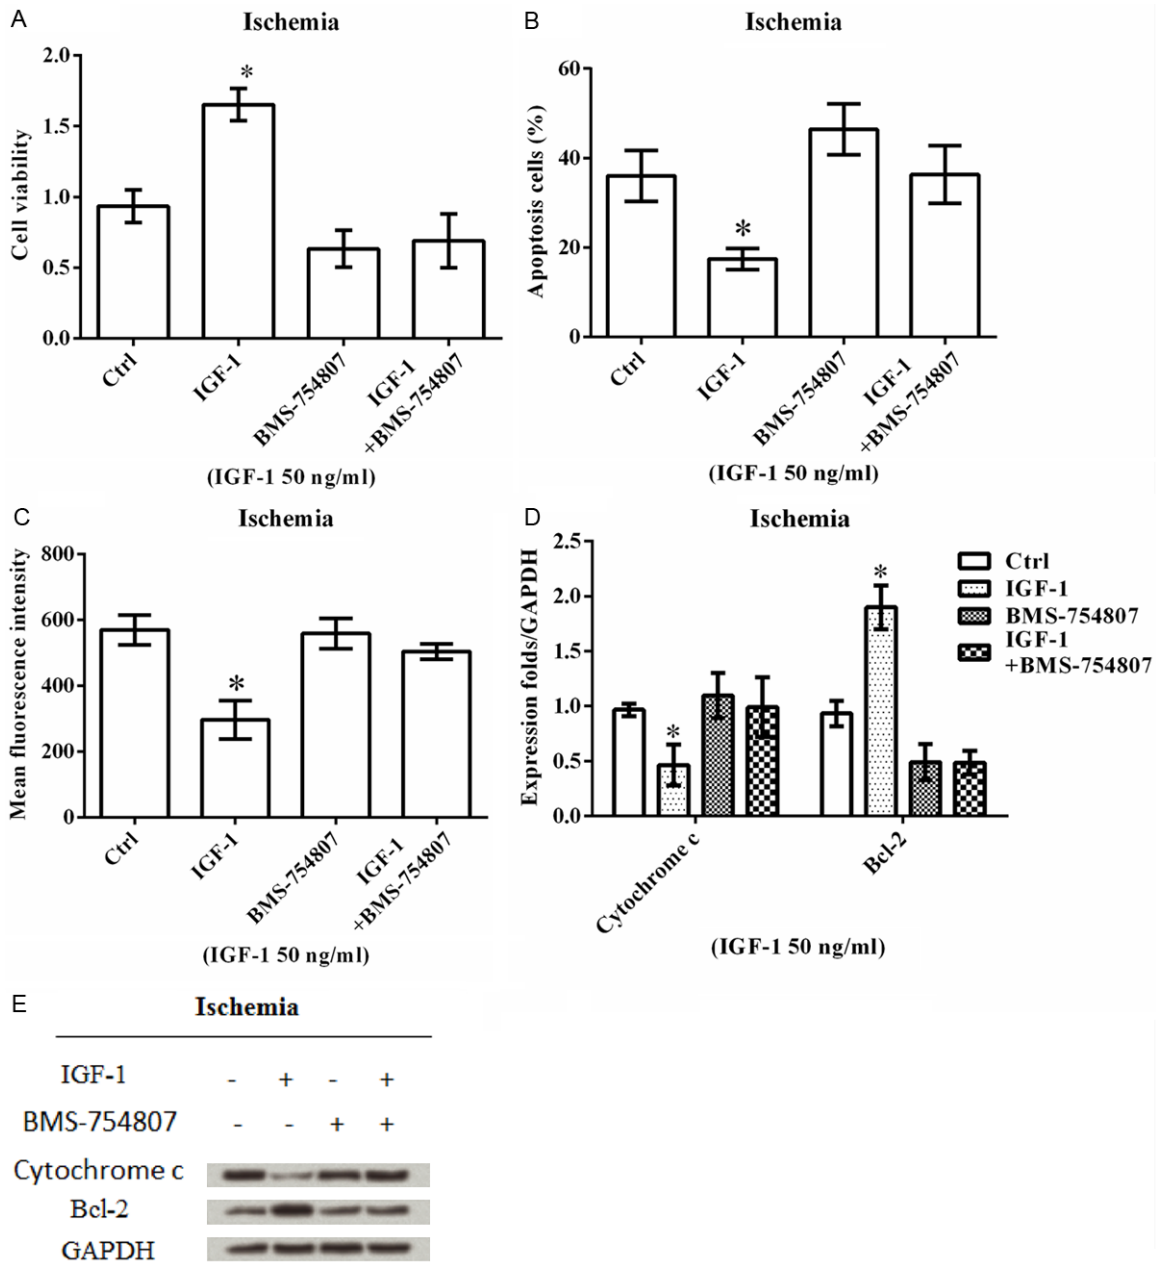 A
Ischemia
Cell viability
2.0
1.5
1.0
0.5
0.0
*
Ctrl
IGF-1
BMS-754807
IGF-1
+BMS-754807
(IGF-1 50 ng/ml)
B
Ischemia
Apoptosis cells (%)
60
40
20
0
*
Ctrl
IGF-1
BMS-754807
IGF-1
+BMS-754807
(IGF-1 50 ng/ml)
C
Ischemia
Mean fluorescence intensity
800
600
400
200
0
*
Ctrl
IGF-1
BMS-754807
IGF-1
+BMS-754807
(IGF-1 50 ng/ml)
D
Ischemia
Expression folds/GAPDH
2.5
2.0
1.5
1.0
0.5
0.0
*
*
Ctrl
IGF-1
BMS-754807
IGF-1
+BMS-754807
Cytochrome c
Bcl-2
(IGF-1 50 ng/ml)
E
Ischemia
IGF-1 - + - +
BMS-754807 - - + +
Cytochrome c
Bcl-2
GAPDH